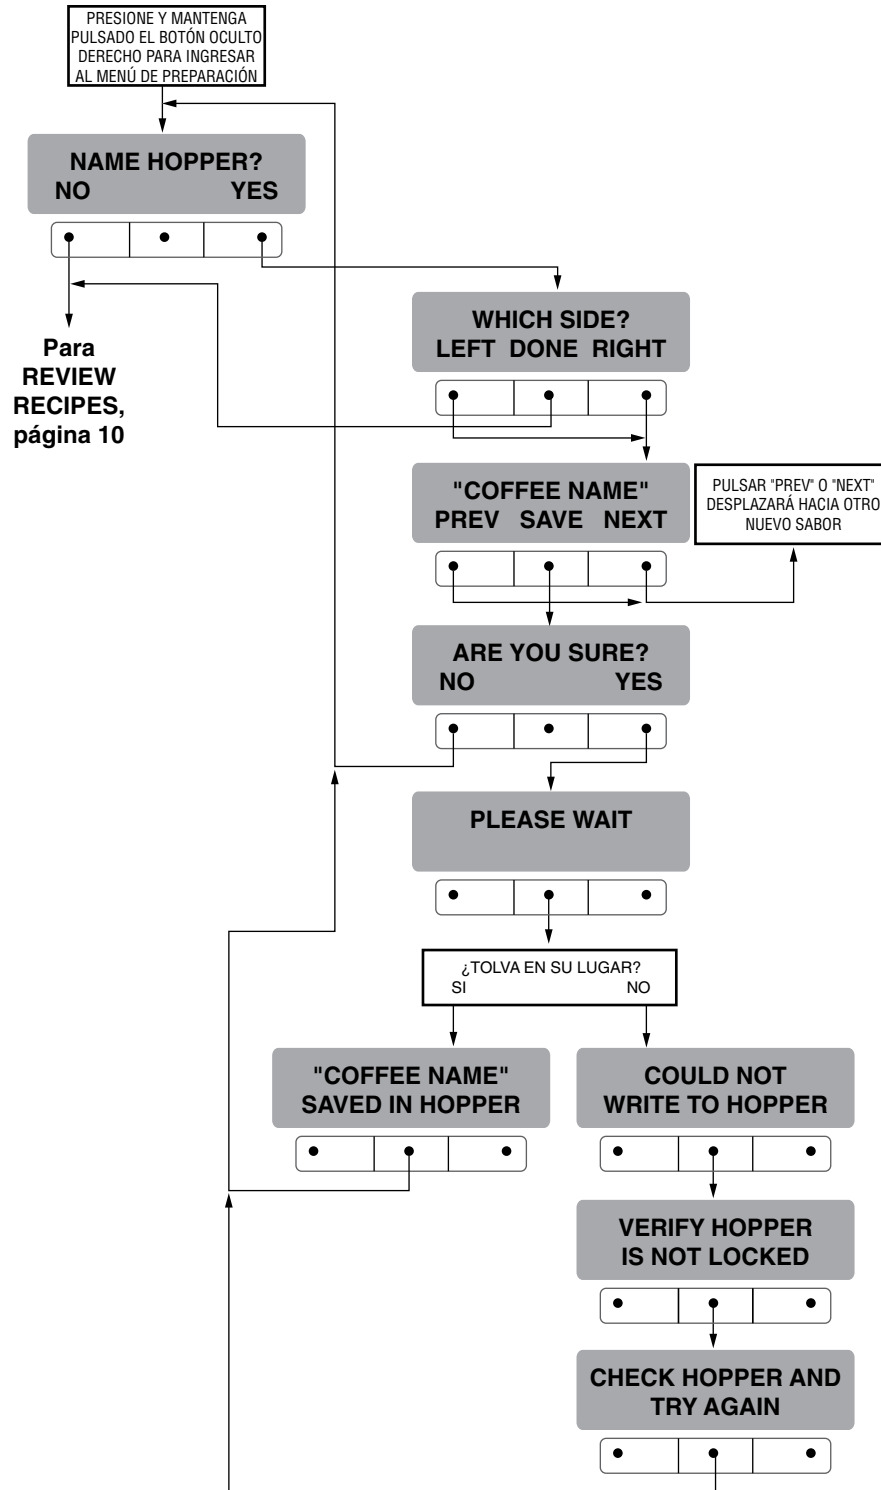 PRESIONE Y MANTENGA
PULSADO EL BOTÓN OCULTO
DERECHO PARA INGRESAR
AL MENÚ DE PREPARACIÓN
NAME HOPPER?
NO YES
Para
REVIEW
RECIPES,
página 10
WHICH SIDE?
LEFT DONE RIGHT
"COFFEE NAME"
PREV SAVE NEXT
PULSAR "PREV" O "NEXT"
DESPLAZARÁ HACIA OTRO
NUEVO SABOR
ARE YOU SURE?
NO YES
PLEASE WAIT
¿TOLVA EN SU LUGAR?
SI NO
"COFFEE NAME"
SAVED IN HOPPER
COULD NOT
WRITE TO HOPPER
VERIFY HOPPER
IS NOT LOCKED
CHECK HOPPER AND
TRY AGAIN